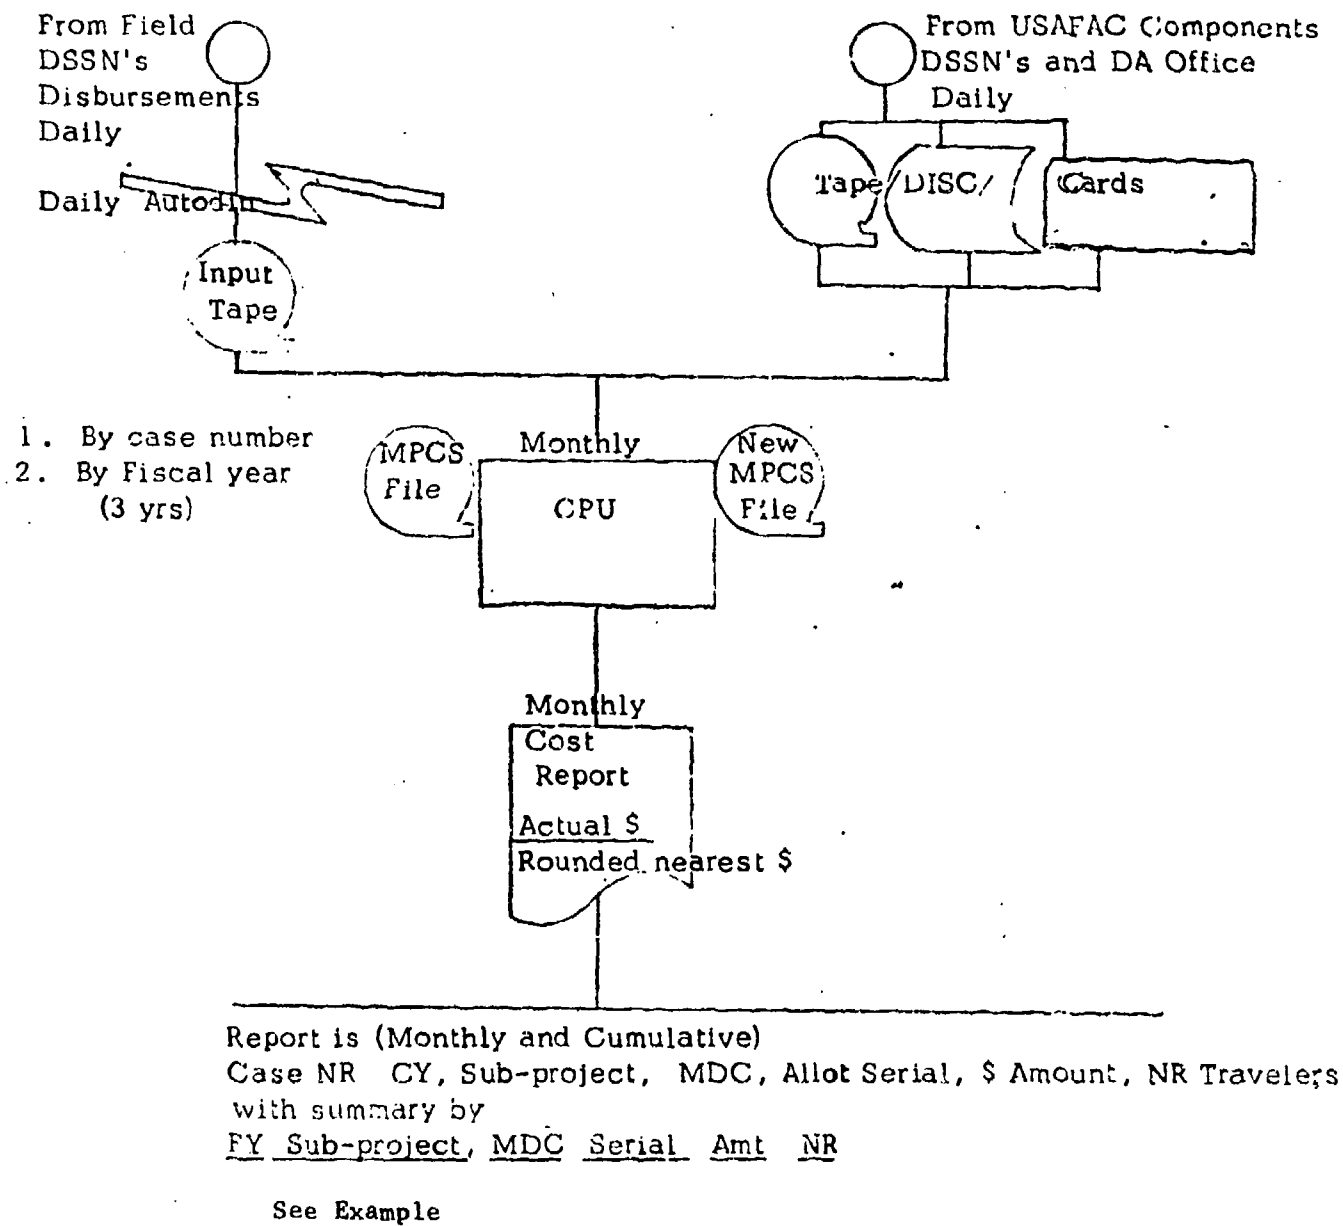 From Field
DSSN's
Disbursements
Daily
Daily Autodin
Input
Tape
From USAFAC Components
DSSN's and DA Office
Daily
Tape/DISC/ Cards
1. By case number
2. By Fiscal year
(3 yrs)
MPCS
File
Monthly
CPU
New
MPCS
File
Monthly
Cost
Report
Actual $
Rounded nearest $
Report is (Monthly and Cumulative)
Case NR CY, Sub-project, MDC, Allot Serial, $ Amount, NR Travelers
with summary by
FY Sub-project, MDC Serial Amt NR
See Example